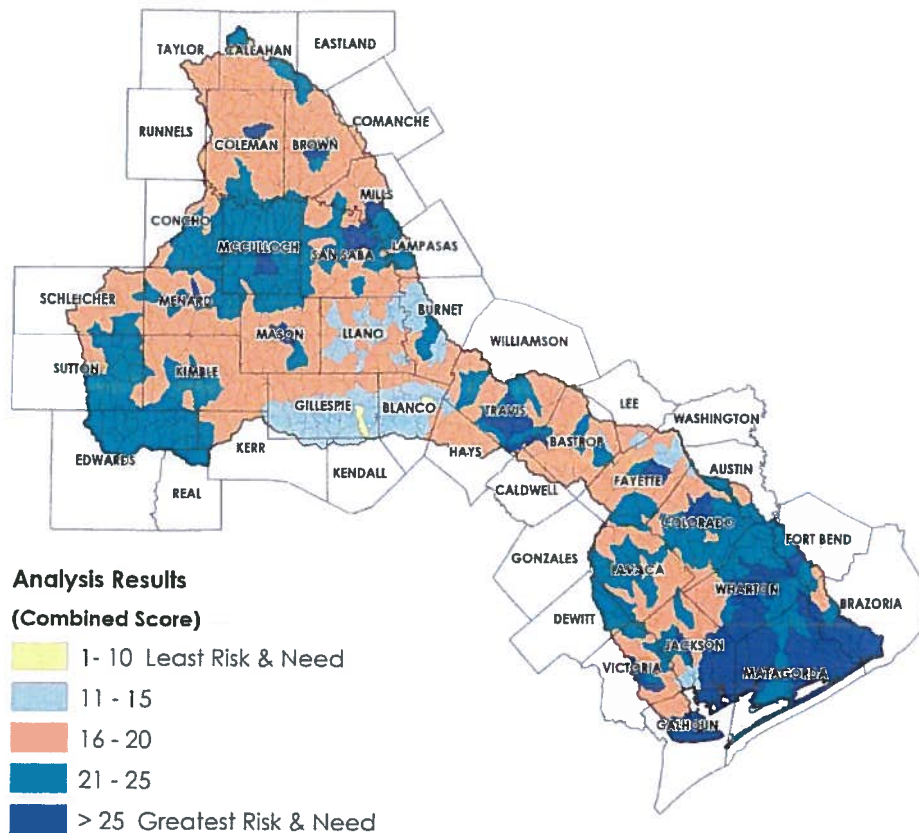 TAYLOR
CALLAHAN
EASTLAND
RUNNELS
COLEMAN
BROWN
COMANCHE
MILLS
CONCHO
MCCULLOCH
SAN SABA
LAMPASAS
SCHLEICHER
MENARD
BURNET
MASON
LLANO
WILLIAMSON
SUTTON
KIMBLE
GILLESPIE
BLANCO
TRAVIS
LEE
WASHINGTON
BASTROP
EDWARDS
KERR
HAYS
AUSTIN
REAL
KENDALL
CALDWELL
FAYETTE
COLORADO
FORT BEND
GONZALES
LAVACA
WHARTON
BRAZORIA
DEWITT
JACKSON
VICTORIA
MATAGORDA
CALHOUN
Analysis Results
(Combined Score)
1- 10 Least Risk & Need
11 - 15
16 - 20
21 - 25
> 25 Greatest Risk & Need